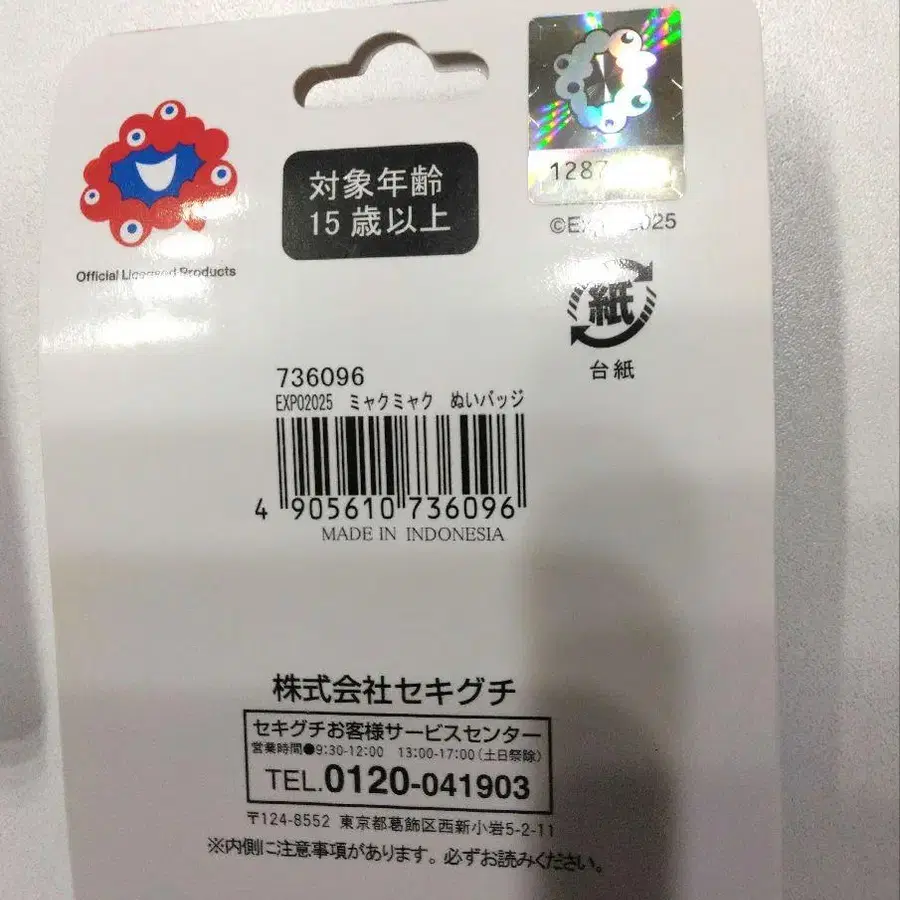 Official Licensed Products
対象年齢
15歳以上
1287
©Expo 2025
紙
台紙
736096
EXPO2025 ミャクミャク ぬいバッジ
4 905610 736096
MADE IN INDONESIA
株式会社セキグチ
セキグチお客様サービスセンター
営業時間●9:30-12:00 13:00-17:00(土日祭除)
TEL.0120-041903
〒124-8552 東京都葛飾区西新小岩5-2-11
※内側に注意事項があります。必ずお読みください。